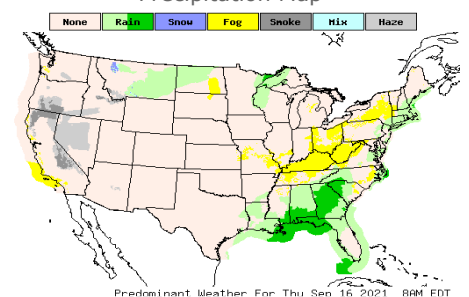 Precipitation Map
None Rain Snow Fog Smoke Mix Haze
Predominant Weather For Thu Sep 16 2021 8AM EDT